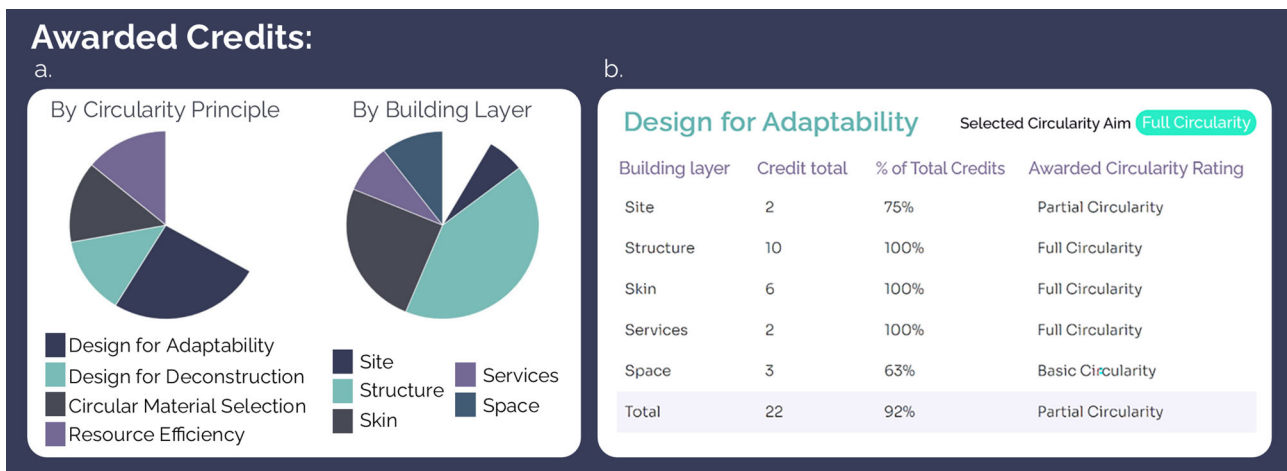 Awarded Credits:
a.
By Circularity Principle
By Building Layer
Design for Adaptability
Design for Deconstruction
Circular Material Selection
Resource Efficiency
Site
Structure
Skin
Services
Space
b.
Design for Adaptability Selected Circularity Aim Full Circularity
Building layer Credit total % of Total Credits Awarded Circularity Rating
Site 2 75% Partial Circularity
Structure 10 100% Full Circularity
Skin 6 100% Full Circularity
Services 2 100% Full Circularity
Space 3 63% Basic Circularity
Total 22 92% Partial Circularity